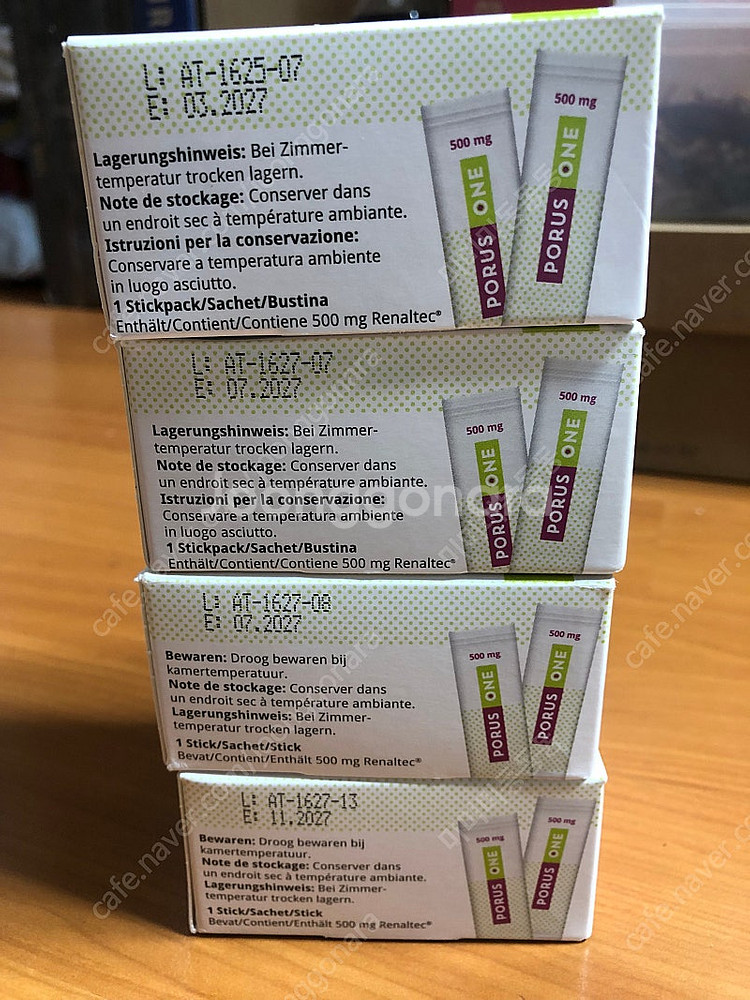 L: AT-1625-07
E: 03.2027
Lagerungshinweis: Bei Zimmer-
temperatur trocken lagern.
Note de stockage: Conserver dans
un endroit sec à température ambiante.
Istruzioni per la conservazione:
Conservare a temperatura ambiente
in luogo asciutto.
1 Stickpack/Sachet/Bustina
Enthält/Contient/Contiene 500 mg Renaltec®
500 mg
PORUS ONE
500 mg
PORUS ONE
L: AT-1627-07
E: 07.2027
Lagerungshinweis: Bei Zimmer-
temperatur trocken lagern.
Note de stockage: Conserver dans
un endroit sec à température ambiante.
Istruzioni per la conservazione:
Conservare a temperatura ambiente
in luogo asciutto.
1 Stickpack/Sachet/Bustina
Enthält/Contient/Contiene 500 mg Renaltec®
500 mg
PORUS ONE
500 mg
PORUS ONE
L: AT-1627-08
E: 07.2027
Bewaren: Droog bewaren bij
kamertemperatuur.
Note de stockage: Conserver dans
un endroit sec à température ambiante.
Lagerungshinweis: Bei Zimmer-
temperatur trocken lagern.
1 Stick/Sachet/Stick
Bevat/Contient/Enthält 500 mg Renaltec®
500 mg
PORUS ONE
500 mg
PORUS ONE
L: AT-1627-13
E: 11.2027
Bewaren: Droog bewaren bij
kamertemperatuur.
Note de stockage: Conserver dans
un endroit sec à température ambiante.
Lagerungshinweis: Bei Zimmer-
temperatur trocken lagern.
1 Stick/Sachet/Stick
Bevat/Contient/Enthält 500 mg Renaltec®
500 mg
PORUS ONE
500 mg
PORUS ONE
joonggonara
cafe.naver.com